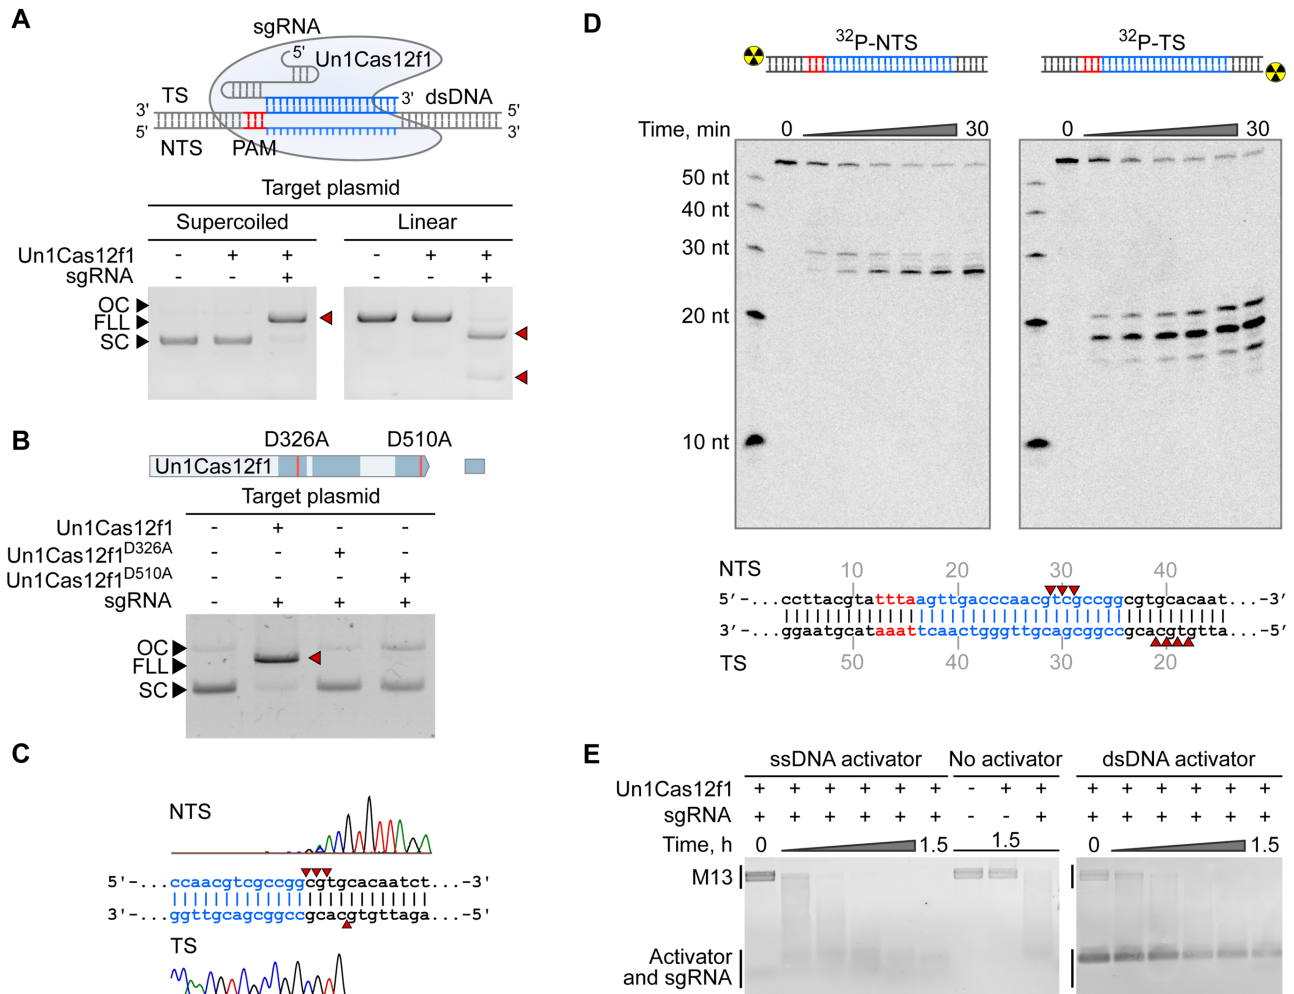 A
sgRNA
5'
Un1Cas12f1
TS
3'
dsDNA
3'
5'
5'
3'
NTS
PAM
Target plasmid
Supercoiled
Linear
Un1Cas12f1 - + + - + +
sgRNA - - + - - +
OC
FLL
SC
B
D326A
D510A
Un1Cas12f1
Target plasmid
Un1Cas12f1 - + - -
Un1Cas12f1D326A - - + -
Un1Cas12f1D510A - - - +
sgRNA - + + +
OC
FLL
SC
C
NTS
5'-...ccaacgtcgccggcgtgcacaatct...-3'
3'-...ggttgcagcggccgcacgtgttaga...-5'
TS
D
32P-NTS
32P-TS
Time, min 0 30 0 30
50 nt
40 nt
30 nt
20 nt
10 nt
NTS 10 20 30 40
5'-...ccttacgtatttaagttgacccaacgtcgccggcgtgcacaat...-3'
3'-...ggaatgcataaattcaactgggttgcagcggccgcacgtgtta...-5'
TS 50 40 30 20
E
ssDNA activator
No activator
dsDNA activator
Un1Cas12f1 + + + + + + - + + + + + + + +
sgRNA + + + + + + - - + + + + + + +
Time, h 0 1.5 1.5 0 1.5
M13
Activator
and sgRNA